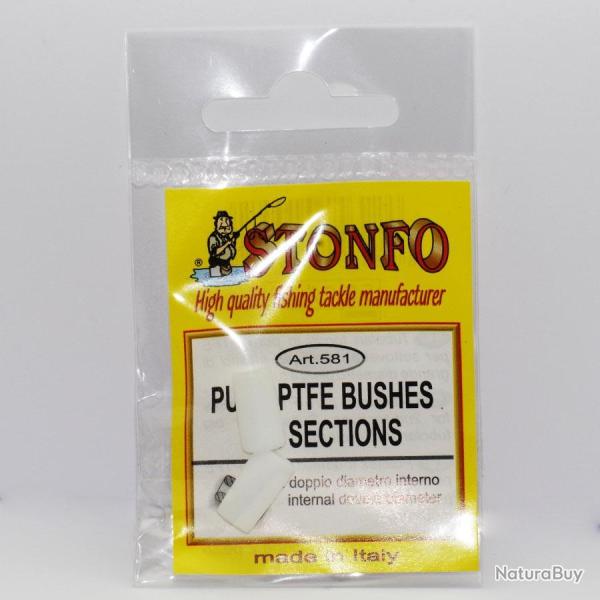 STONFO
®
High quality fishing tackle manufacturer
Art.581
PTFE BUSHES
SECTIONS
doppio diametro interno
internal double diameter
made in Italy
NaturaBuy